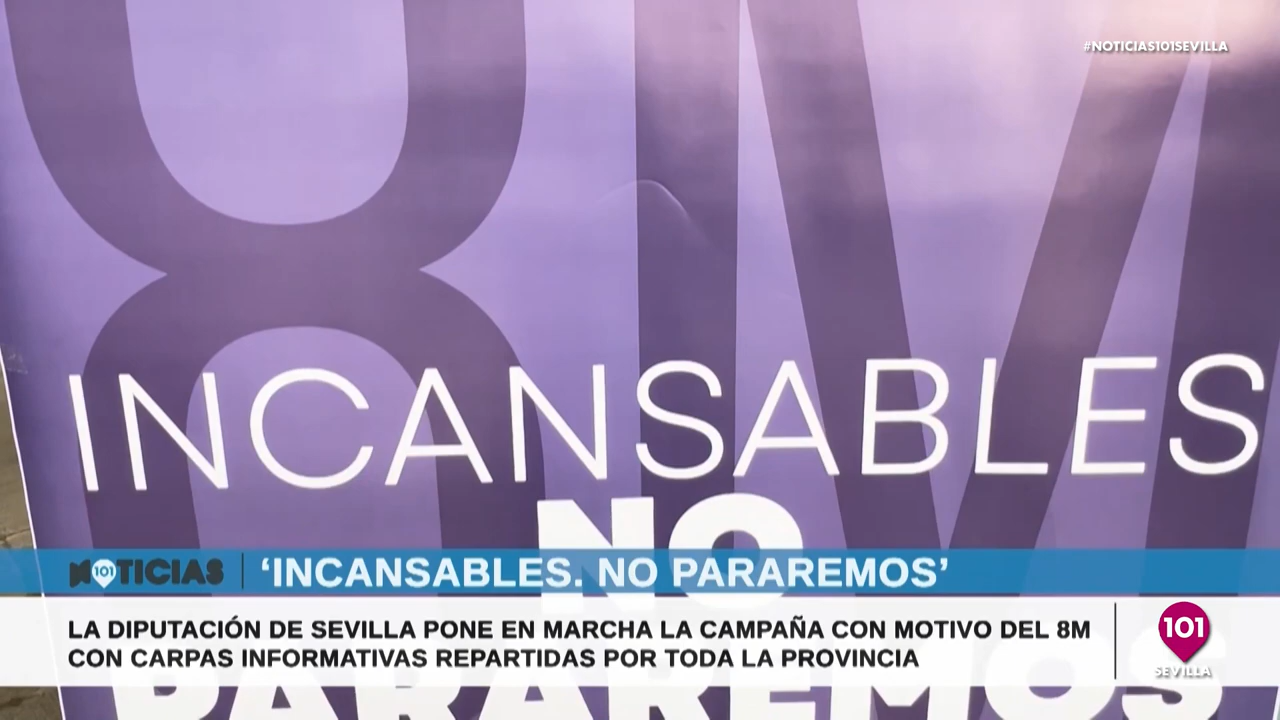 #NOTICIAS101SEVILLA
8M
INCANSABLES
NO
PARAREMOS
NOTICIAS 101
‘INCANSABLES. NO PARAREMOS’
LA DIPUTACIÓN DE SEVILLA PONE EN MARCHA LA CAMPAÑA CON MOTIVO DEL 8M
CON CARPAS INFORMATIVAS REPARTIDAS POR TODA LA PROVINCIA
101
SEVILLA